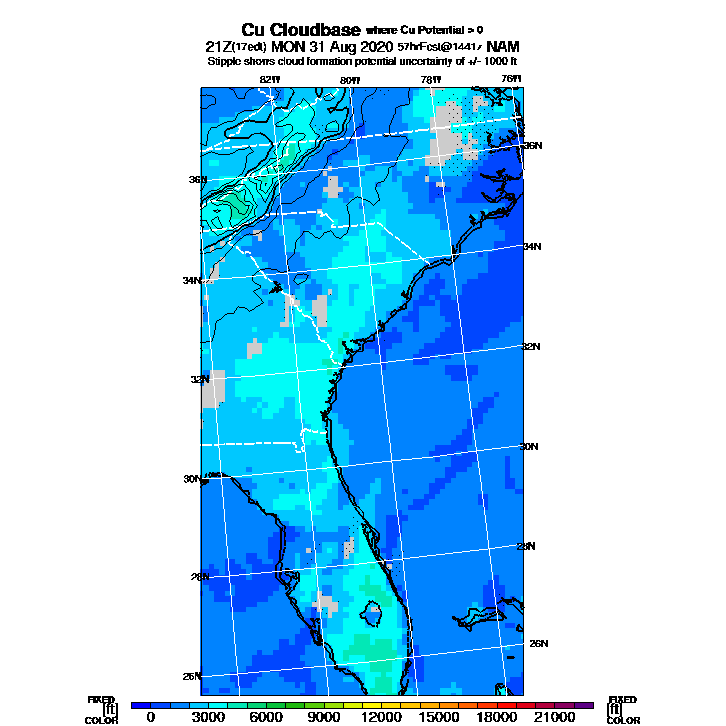 Cu Cloudbase where Cu Potential > 0
21Z(17edt) MON 31 Aug 2020 57hrFcst@1441z NAM
Stipple shows cloud formation potential uncertainty of +/- 1000 ft
82W 80W 78W 76W
36N
36N
34N
34N
32N
32N
30N
30N
28N
28N
26N
26N
FIXED FIXED
[ft] [ft]
COLOR COLOR
0 3000 6000 9000 12000 15000 18000 21000